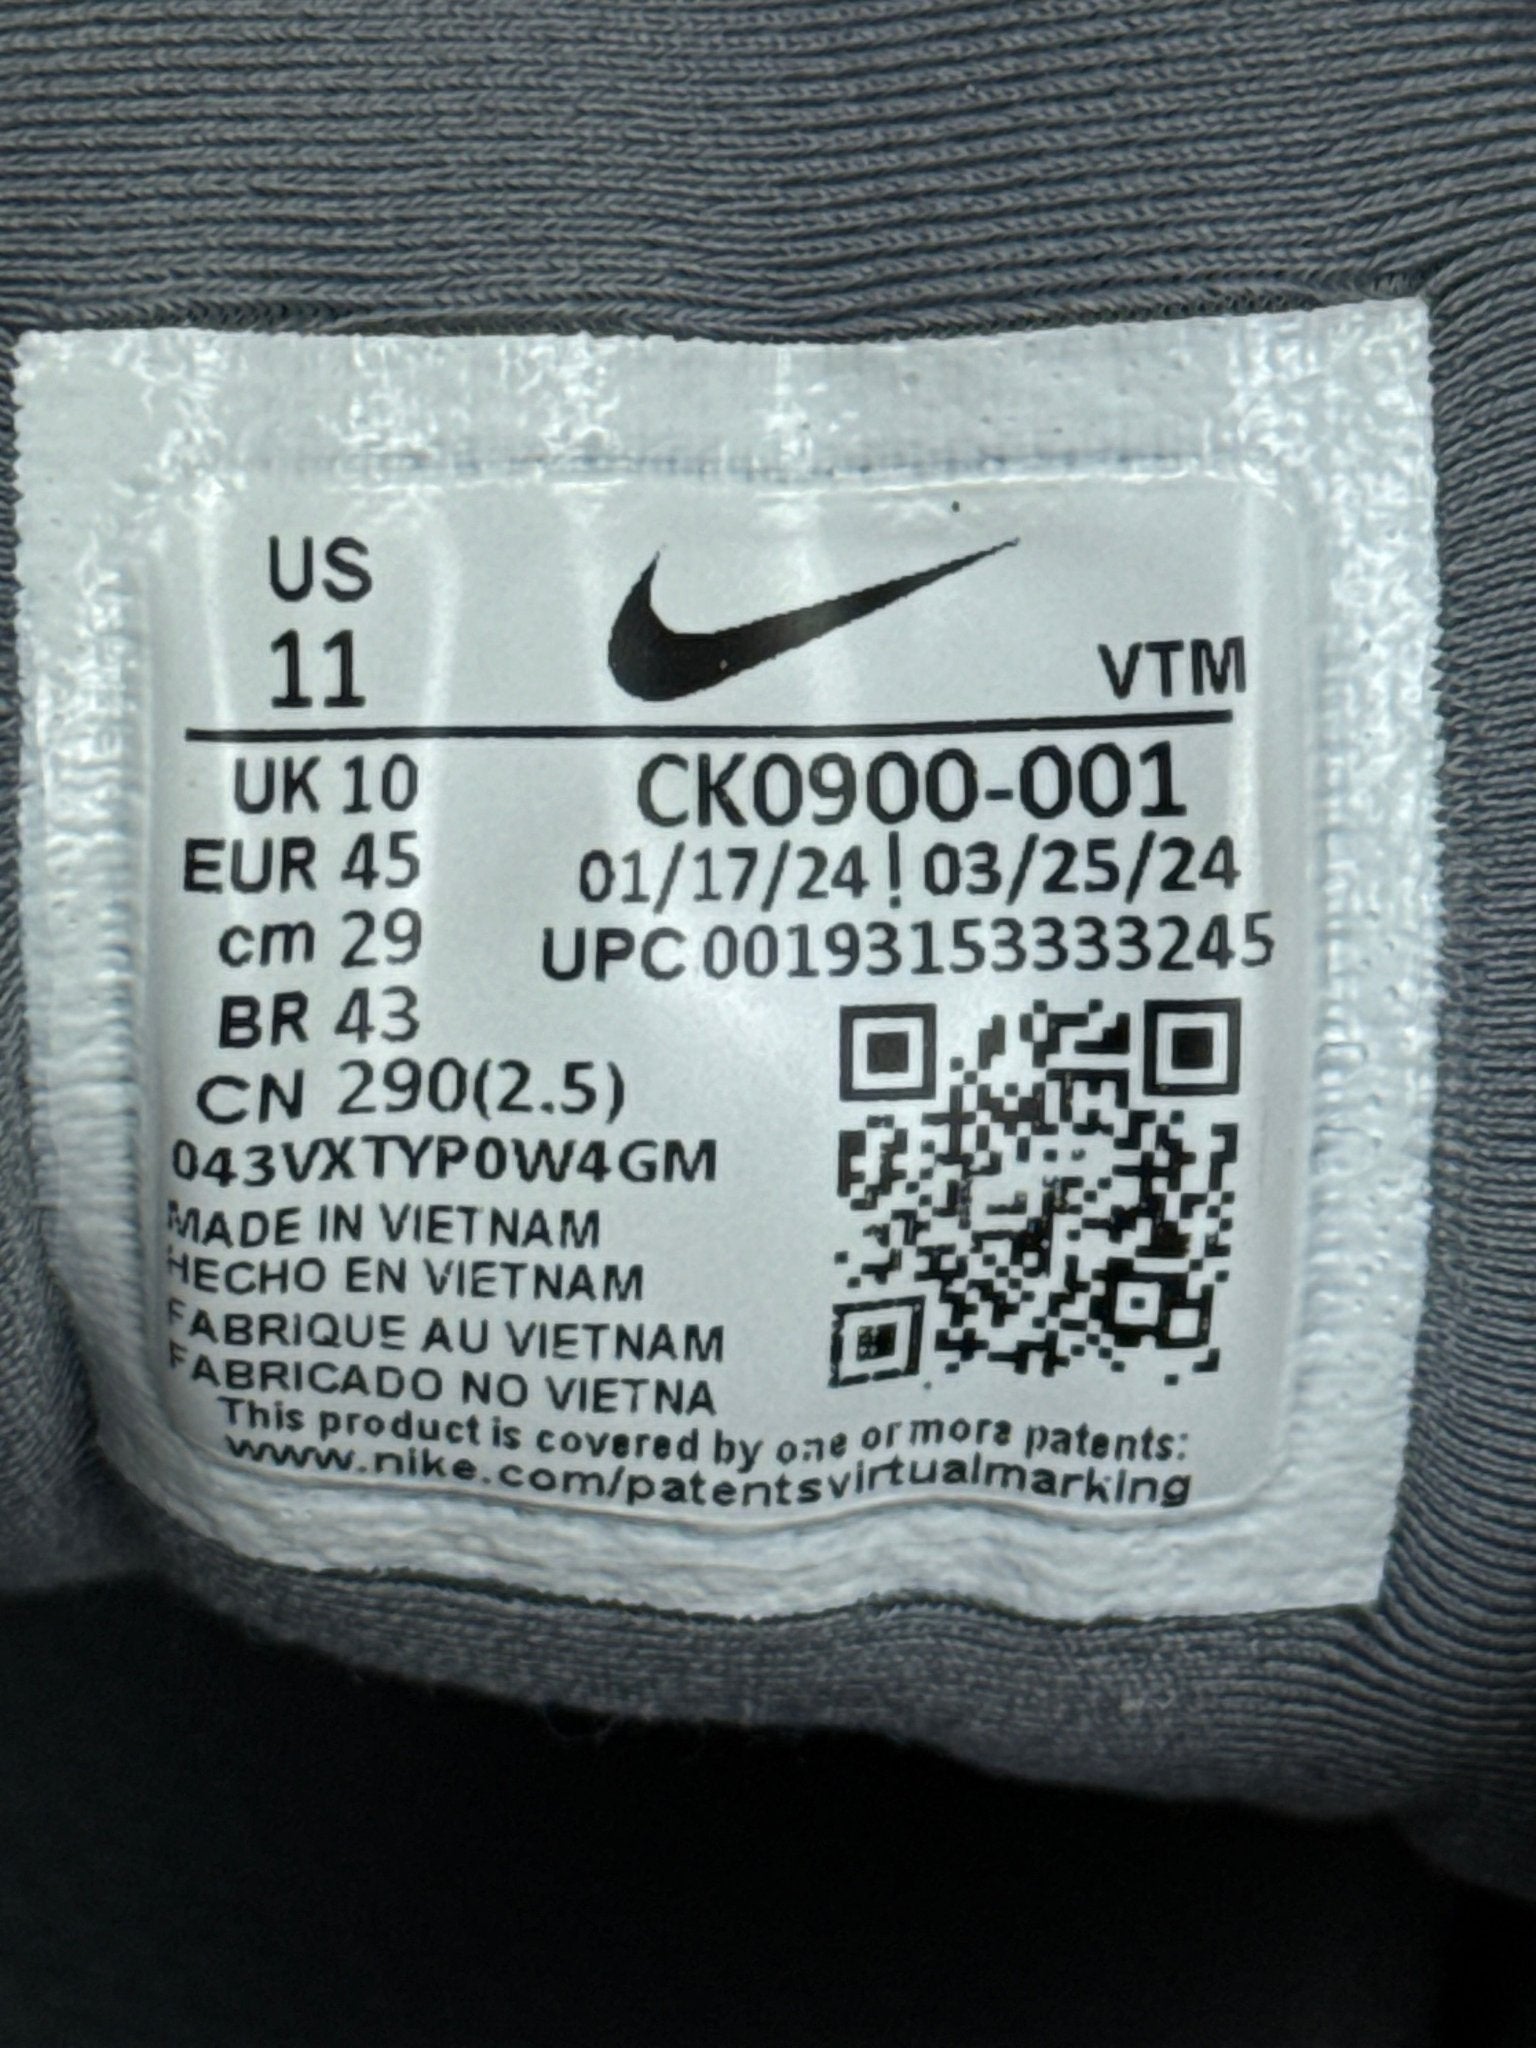 US
11
VTM
UK 10
CK0900-001
EUR 45
01/17/24 ! 03/25/24
cm 29
UPC 00193153333245
BR 43
CN 290(2.5)
043VXTYP0W4GM
MADE IN VIETNAM
HECHO EN VIETNAM
FABRIQUE AU VIETNAM
FABRICADO NO VIETNA
This product is covered by one or more patents:
www.nike.com/patentsvirtualmarking